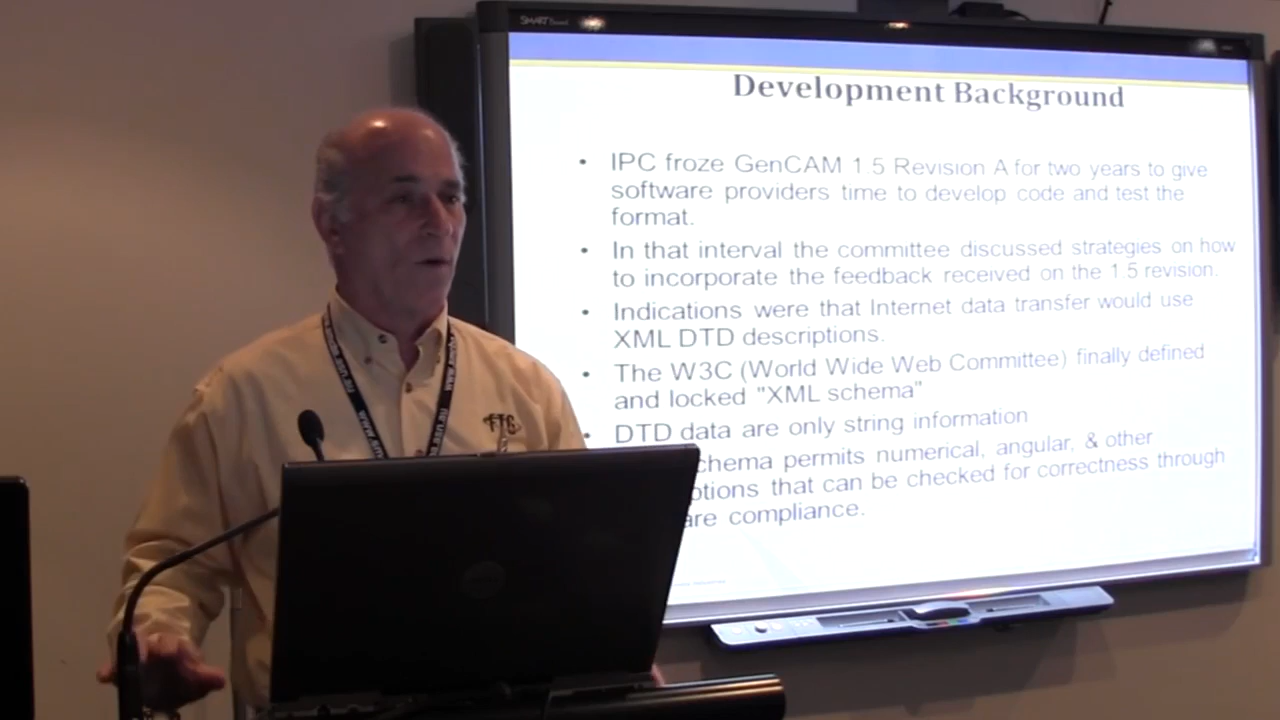 SMART Board
Development Background
• IPC froze GenCAM 1.5 Revision A for two years to give
software providers time to develop code and test the
format.
• In that interval the committee discussed strategies on how
to incorporate the feedback received on the 1.5 revision.
• Indications were that Internet data transfer would use
XML DTD descriptions.
• The W3C (World Wide Web Committee) finally defined
and locked "XML schema"
• DTD data are only string information
chema permits numerical, angular, & other
ptions that can be checked for correctness through
are compliance.
FTG